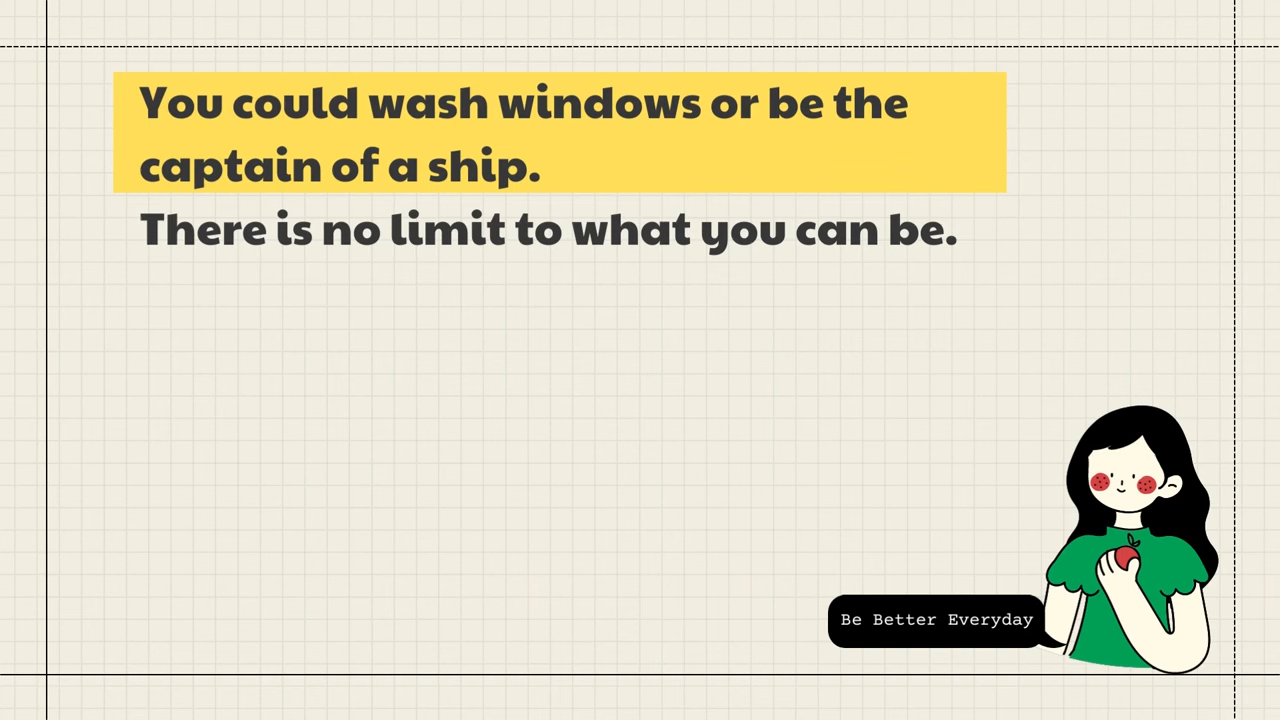 You could wash windows or be the
captain of a ship.
There is no limit to what you can be.
Be Better Everyday